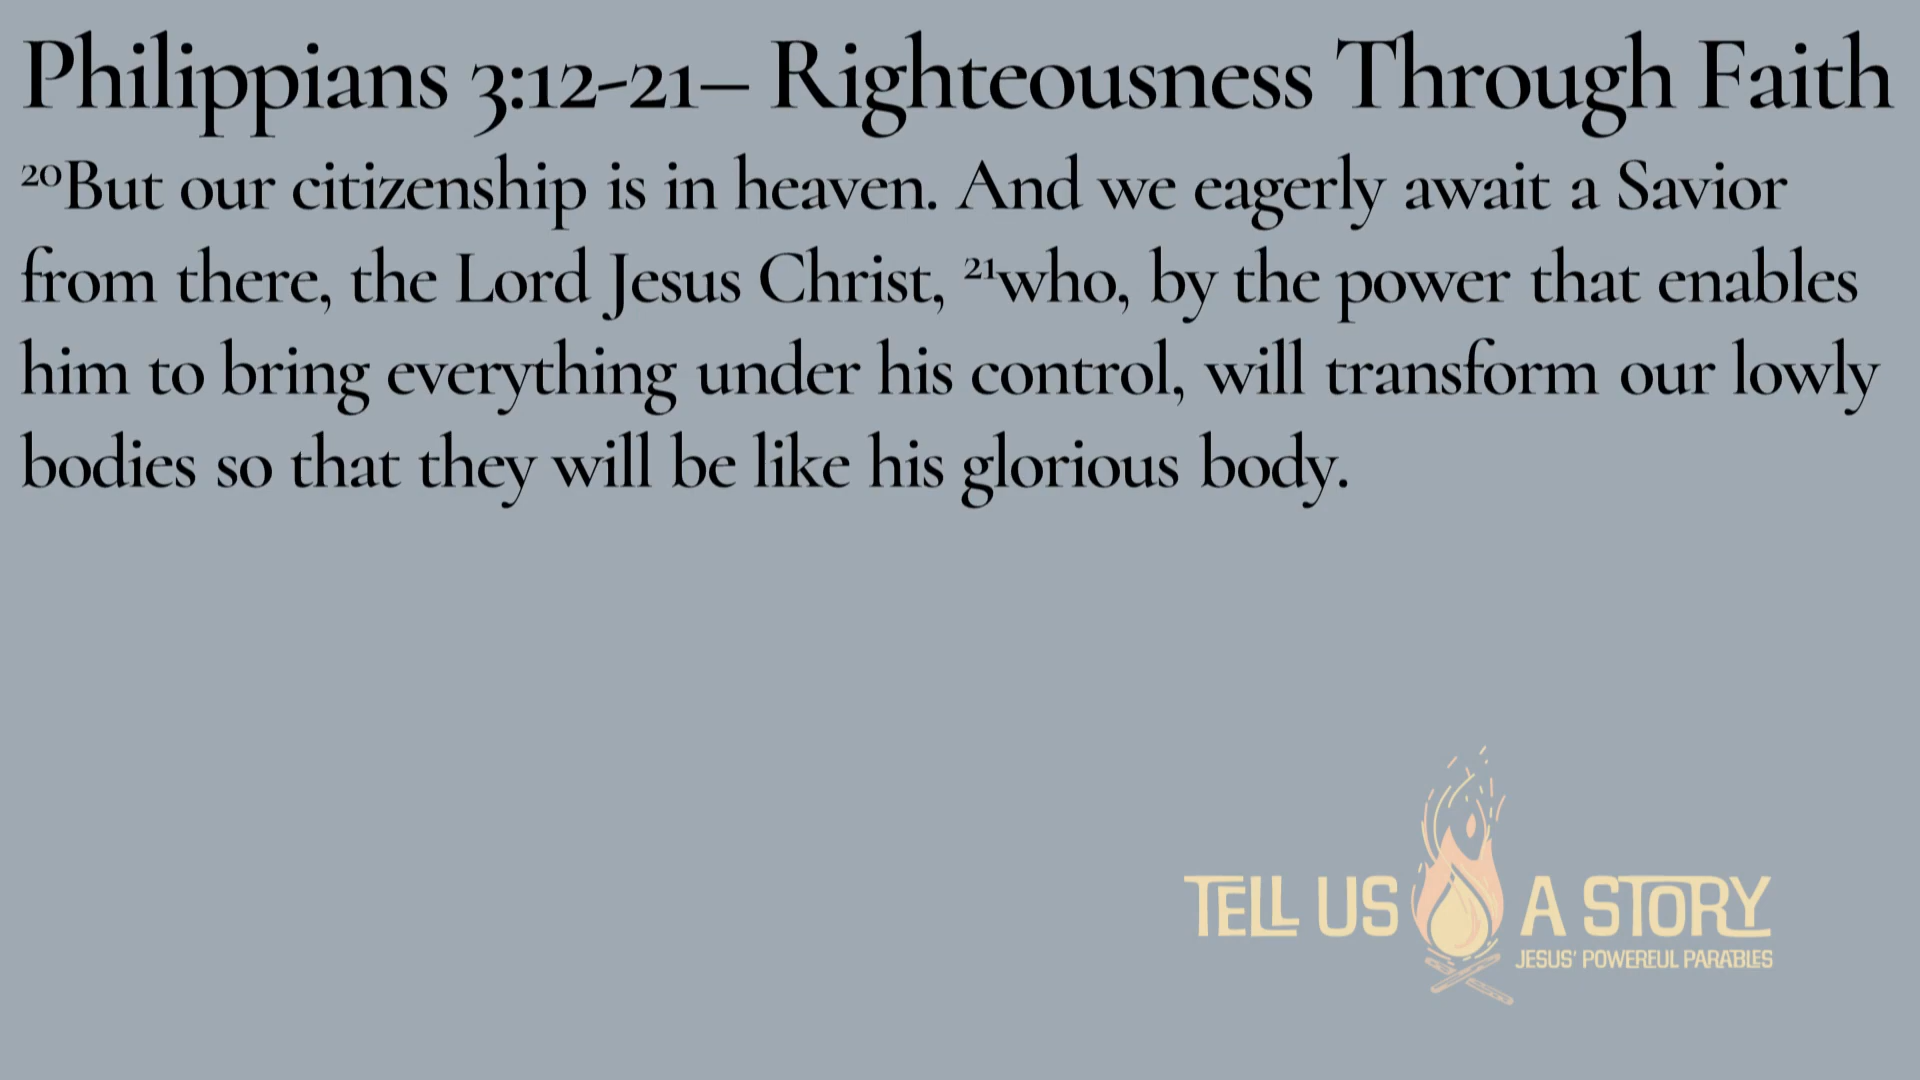 Philippians 3:12-21– Righteousness Through Faith
²⁰But our citizenship is in heaven. And we eagerly await a Savior
from there, the Lord Jesus Christ, ²¹who, by the power that enables
him to bring everything under his control, will transform our lowly
bodies so that they will be like his glorious body.
TELL US A STORY
JESUS' POWERFUL PARABLES